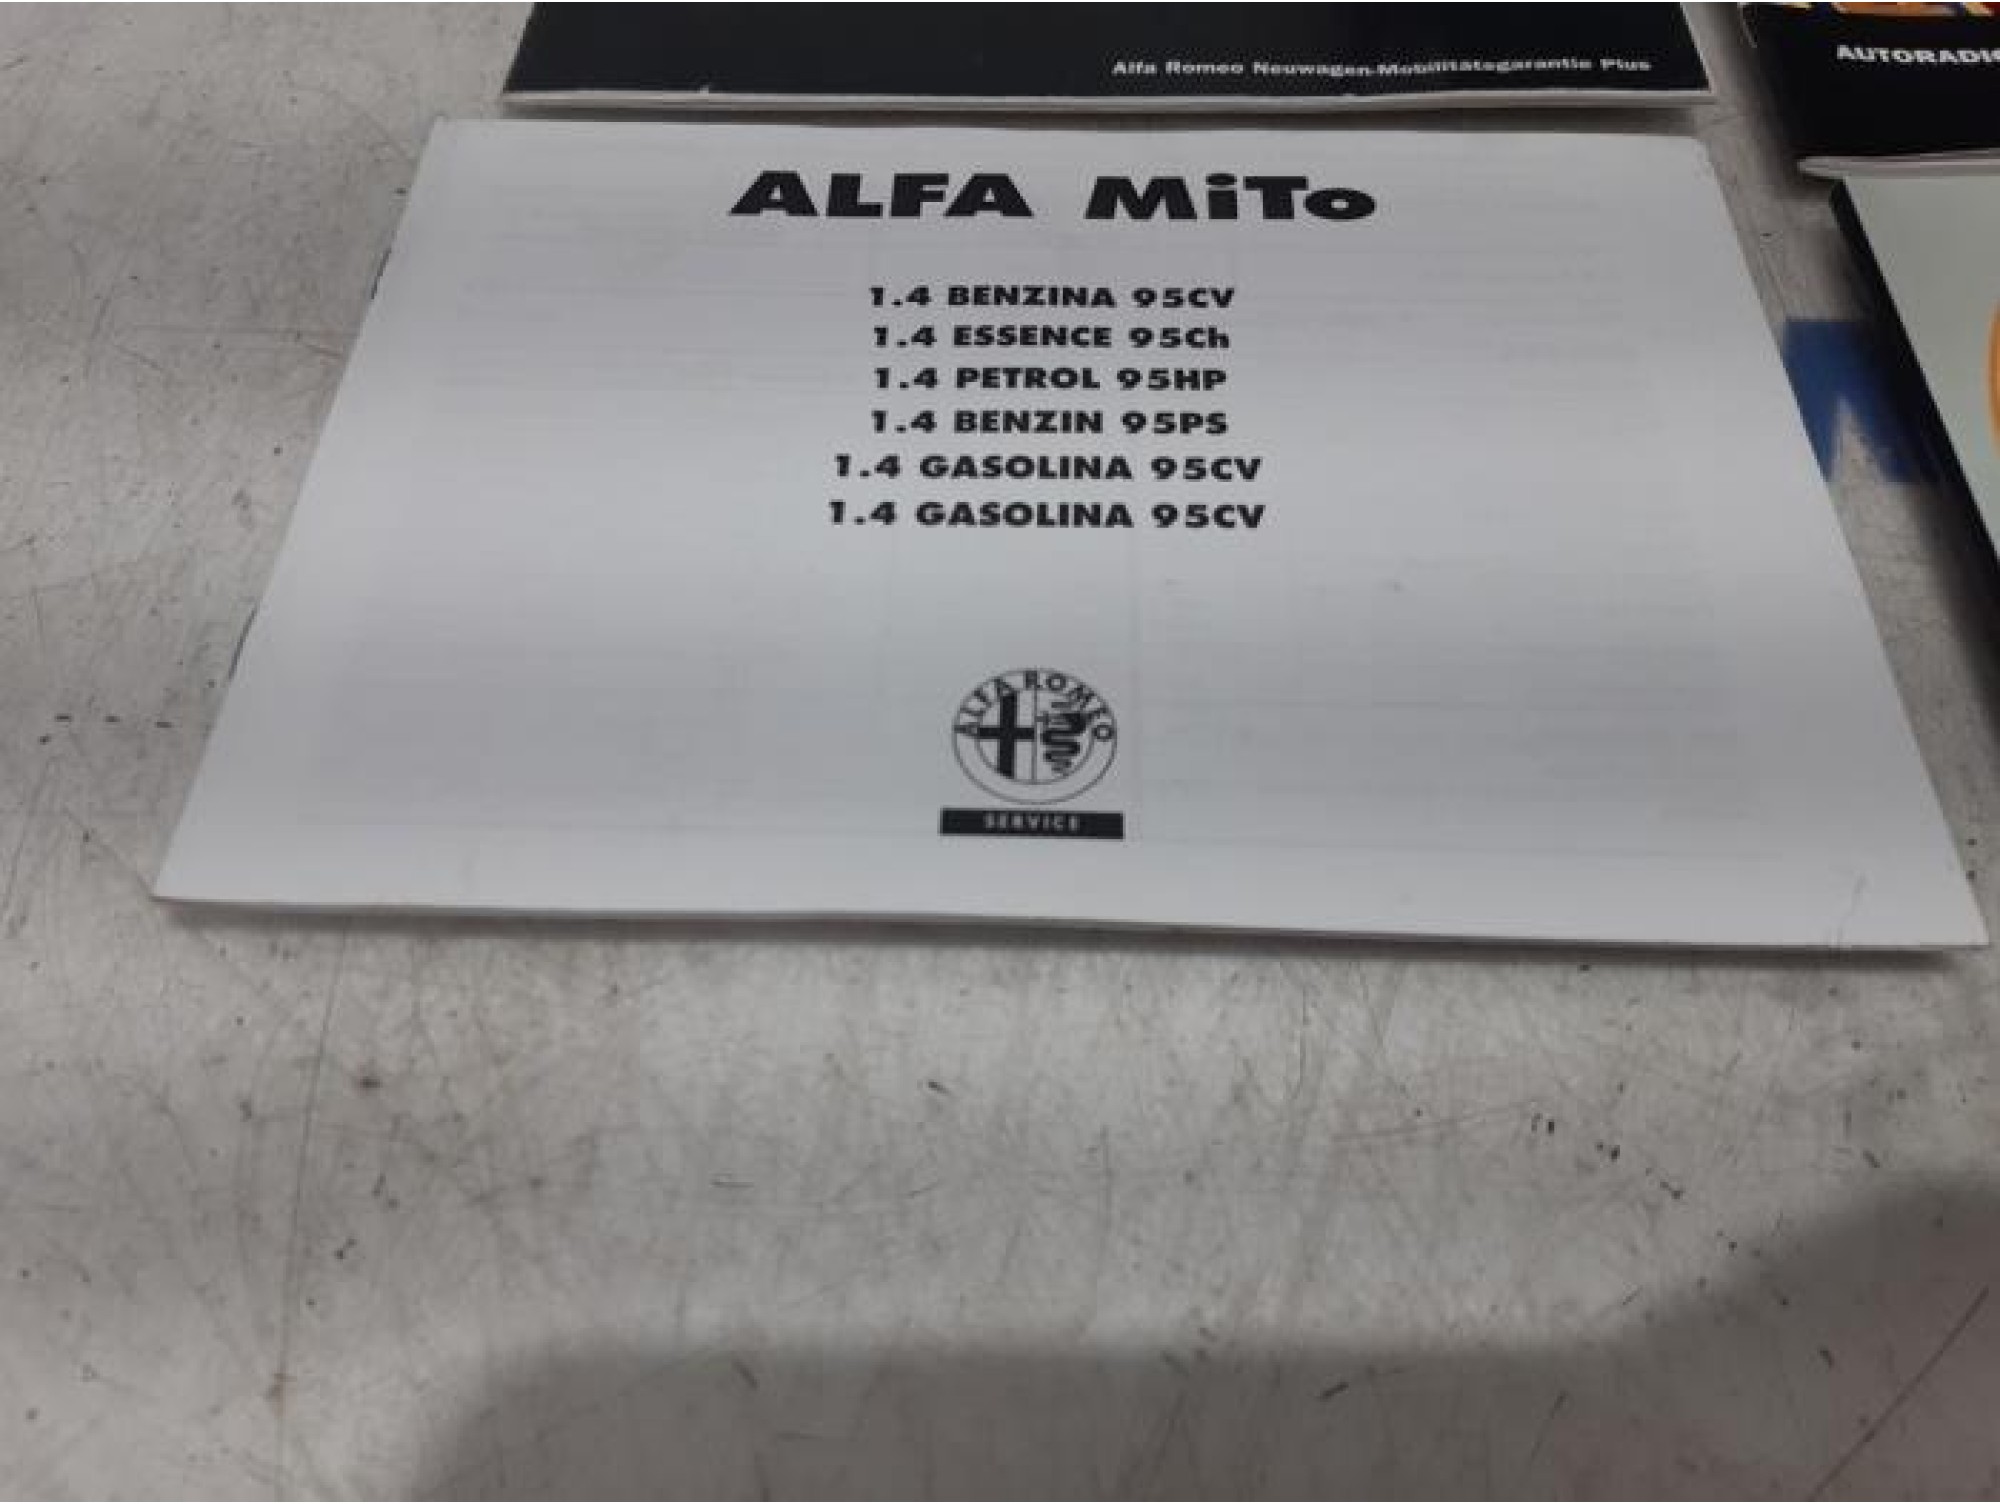 Alfa Romeo Neuwagen-Mobilitätsgarantie Plus
AUTORADIO
ALFA MiTo
1.4 BENZINA 95CV
1.4 ESSENCE 95Ch
1.4 PETROL 95HP
1.4 BENZIN 95PS
1.4 GASOLINA 95CV
1.4 GASOLINA 95CV
ALFA ROMEO
SERVICE